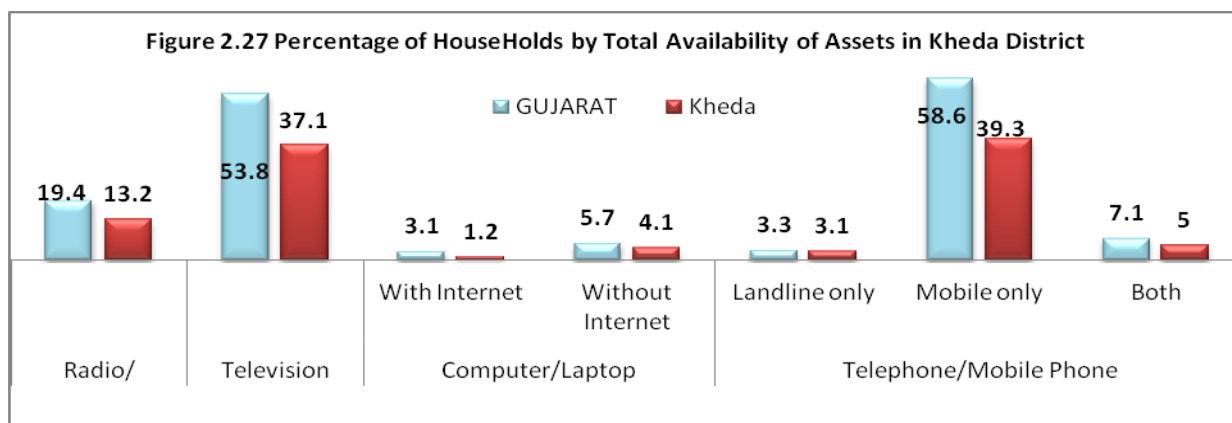 Figure 2.27 Percentage of HouseHolds by Total Availability of Assets in Kheda District
GUJARAT Kheda
19.4 13.2 53.8 37.1 3.1 1.2 5.7 4.1 3.3 3.1 58.6 39.3 7.1 5
With Internet Without Landline only Mobile only Both
Internet
Radio/ Television Computer/Laptop Telephone/Mobile Phone